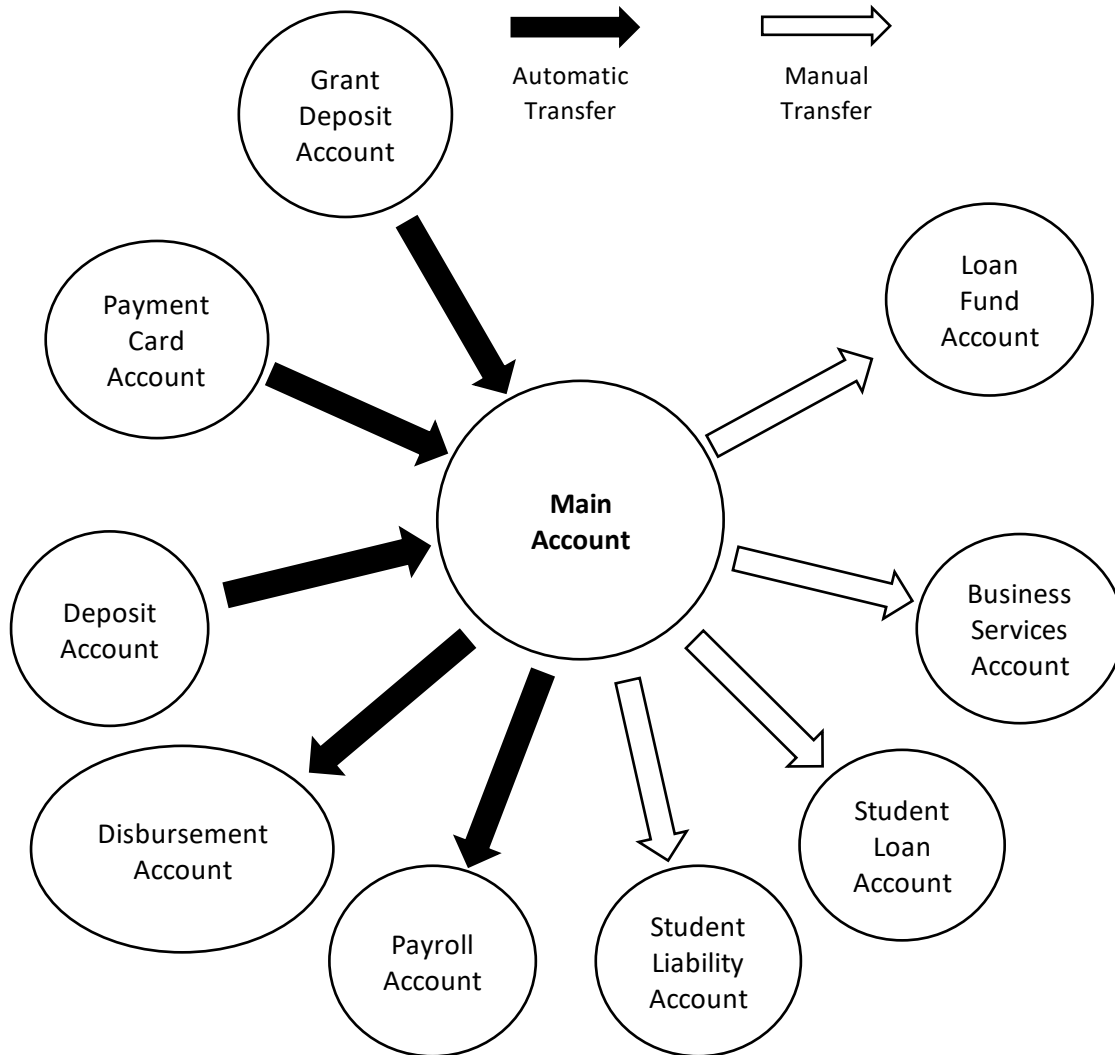 Automatic
Transfer
Manual
Transfer
Grant
Deposit
Account
Payment
Card
Account
Loan
Fund
Account
Main
Account
Deposit
Account
Business
Services
Account
Disbursement
Account
Payroll
Account
Student
Liability
Account
Student
Loan
Account